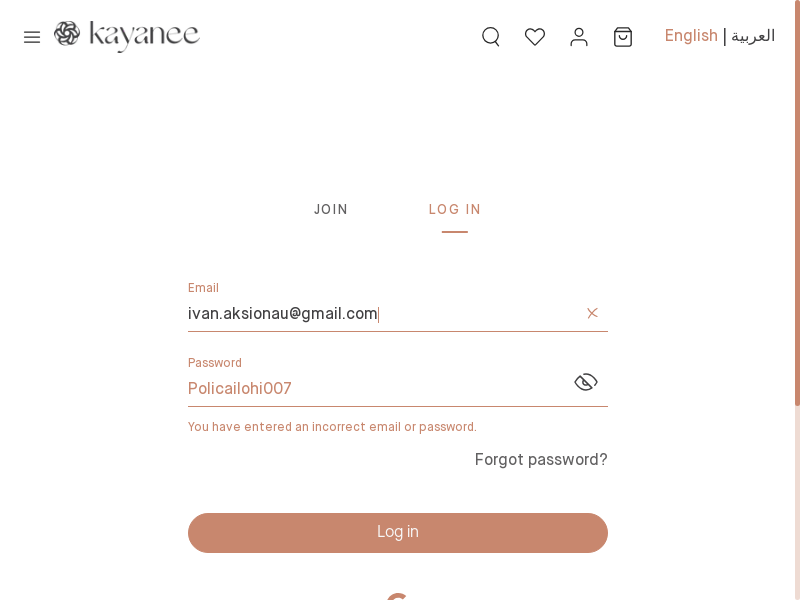 kayanee
English | العربية
JOIN
LOG IN
Email
ivan.aksionau@gmail.com
Password
Policailohi007
You have entered an incorrect email or password.
Forgot password?
Log in